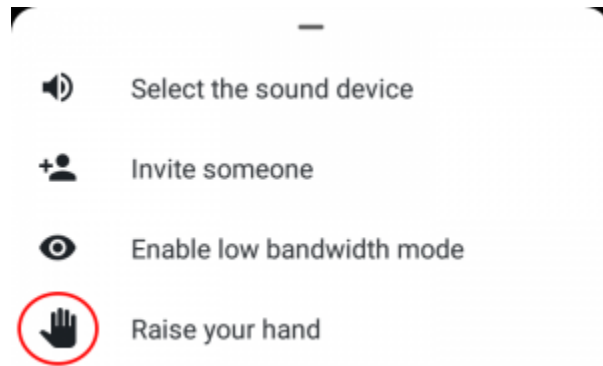 Select the sound device
Invite someone
Enable low bandwidth mode
Raise your hand